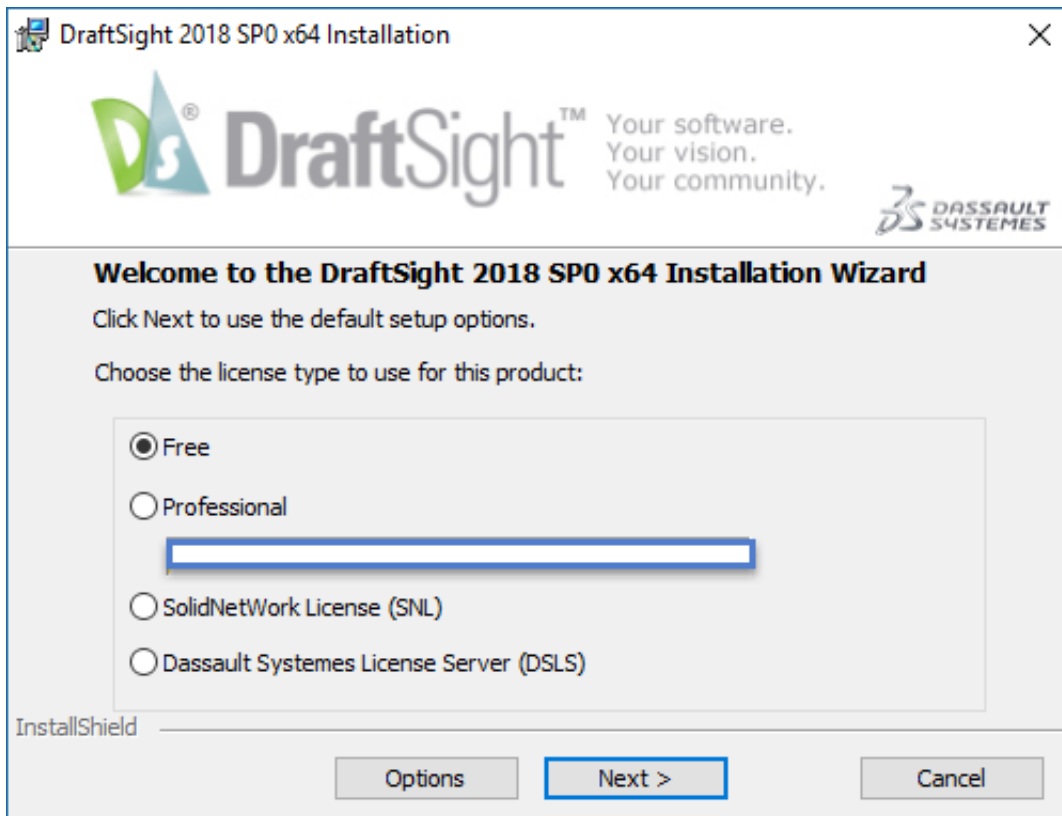 DraftSight 2018 SP0 x64 Installation
DS®
DraftSight™
Your software.
Your vision.
Your community.
DASSAULT
SYSTEMES
Welcome to the DraftSight 2018 SP0 x64 Installation Wizard
Click Next to use the default setup options.
Choose the license type to use for this product:
Free
Professional
SolidNetWork License (SNL)
Dassault Systemes License Server (DSLS)
InstallShield
Options
Next >
Cancel